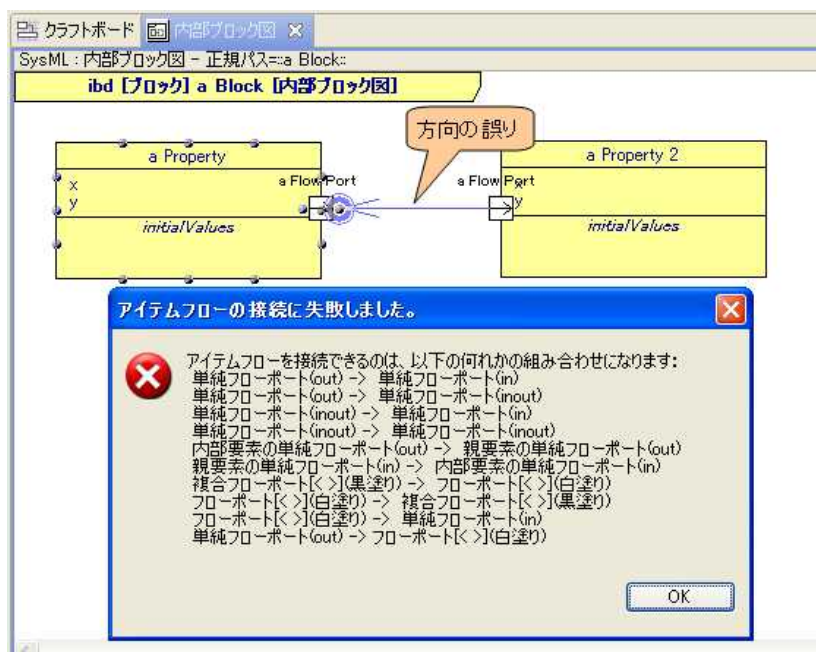 クラフトボード 内部ブロック図
SysML : 内部ブロック図 - 正規パス=::a Block::
ibd [ブロック] a Block [内部ブロック図]
方向の誤り
a Property
a Property 2
x
a Flow Port
a Flow Port
x
y
y
initialValues
initialValues
アイテムフローの接続に失敗しました。
アイテムフローを接続できるのは、以下の何れかの組み合わせになります:
単純フローポート(out) -> 単純フローポート(in)
単純フローポート(out) -> 単純フローポート(inout)
単純フローポート(inout) -> 単純フローポート(in)
単純フローポート(inout) -> 単純フローポート(inout)
内部要素の単純フローポート(out) -> 親要素の単純フローポート(out)
親要素の単純フローポート(in) -> 内部要素の単純フローポート(in)
複合フローポート[< >](黒塗り) -> フローポート[< >](白塗り)
フローポート[< >](白塗り) -> 複合フローポート[< >](黒塗り)
フローポート[< >](白塗り) -> 単純フローポート(in)
単純フローポート(out) -> フローポート[< >](白塗り)
OK